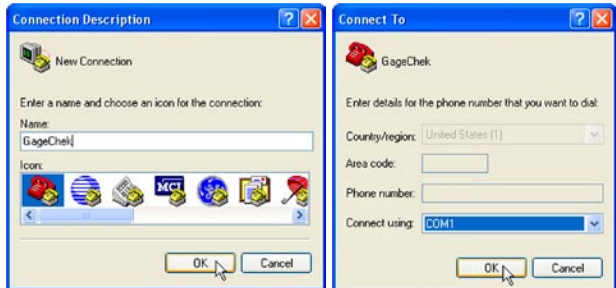 Connection Description
New Connection
Enter a name and choose an icon for the connection:
Name:
GageChek
Icon:
MCI
OK
Cancel
Connect To
GageChek
Enter details for the phone number that you want to dial:
Country/region:
United States (1)
Area code:
Phone number:
Connect using:
COM1
OK
Cancel